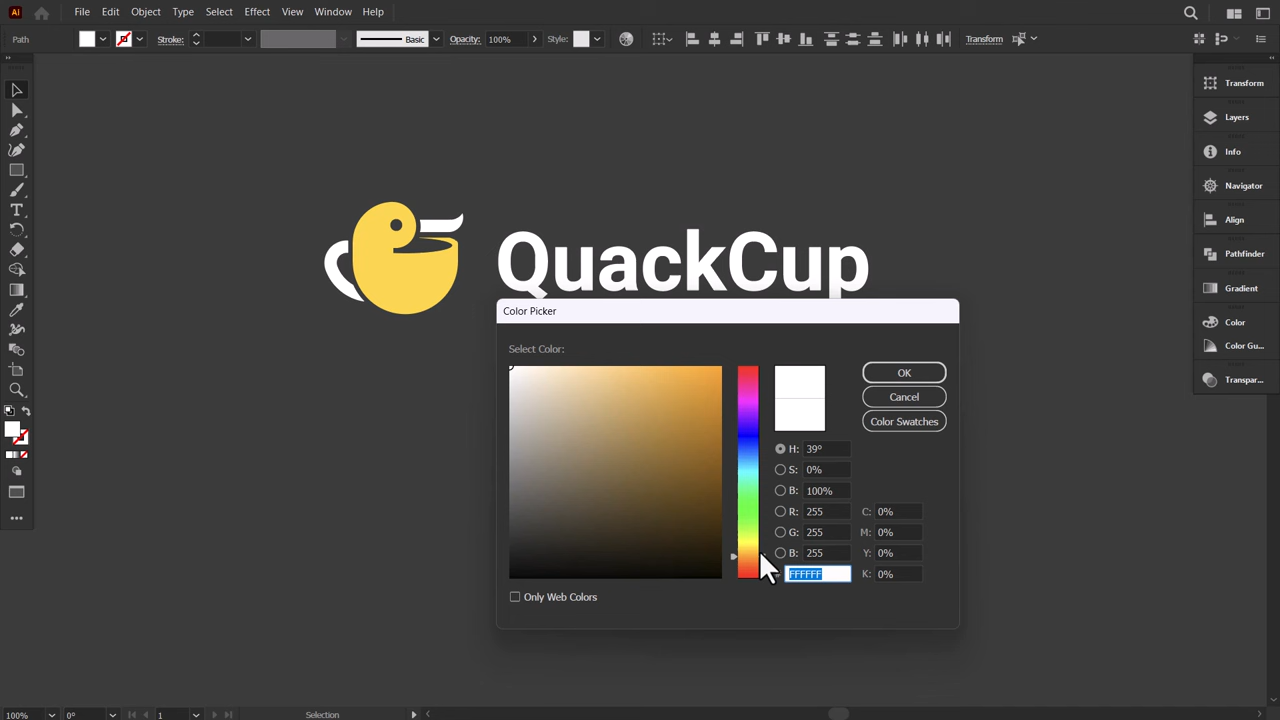 Ai File Edit Object Type Select Effect View Window Help
Path Stroke: Basic Opacity: 100% Style: Transform
Transform
Layers
Info
Navigator
Align
Pathfinder
Gradient
Color
Color Gu...
Transpar...
QuackCup
Color Picker
Select Color:
OK
Cancel
Color Swatches
H: 39°
S: 0%
B: 100%
R: 255 C: 0%
G: 255 M: 0%
B: 255 Y: 0%
FFFFFF K: 0%
Only Web Colors
100% 0° 1 Selection